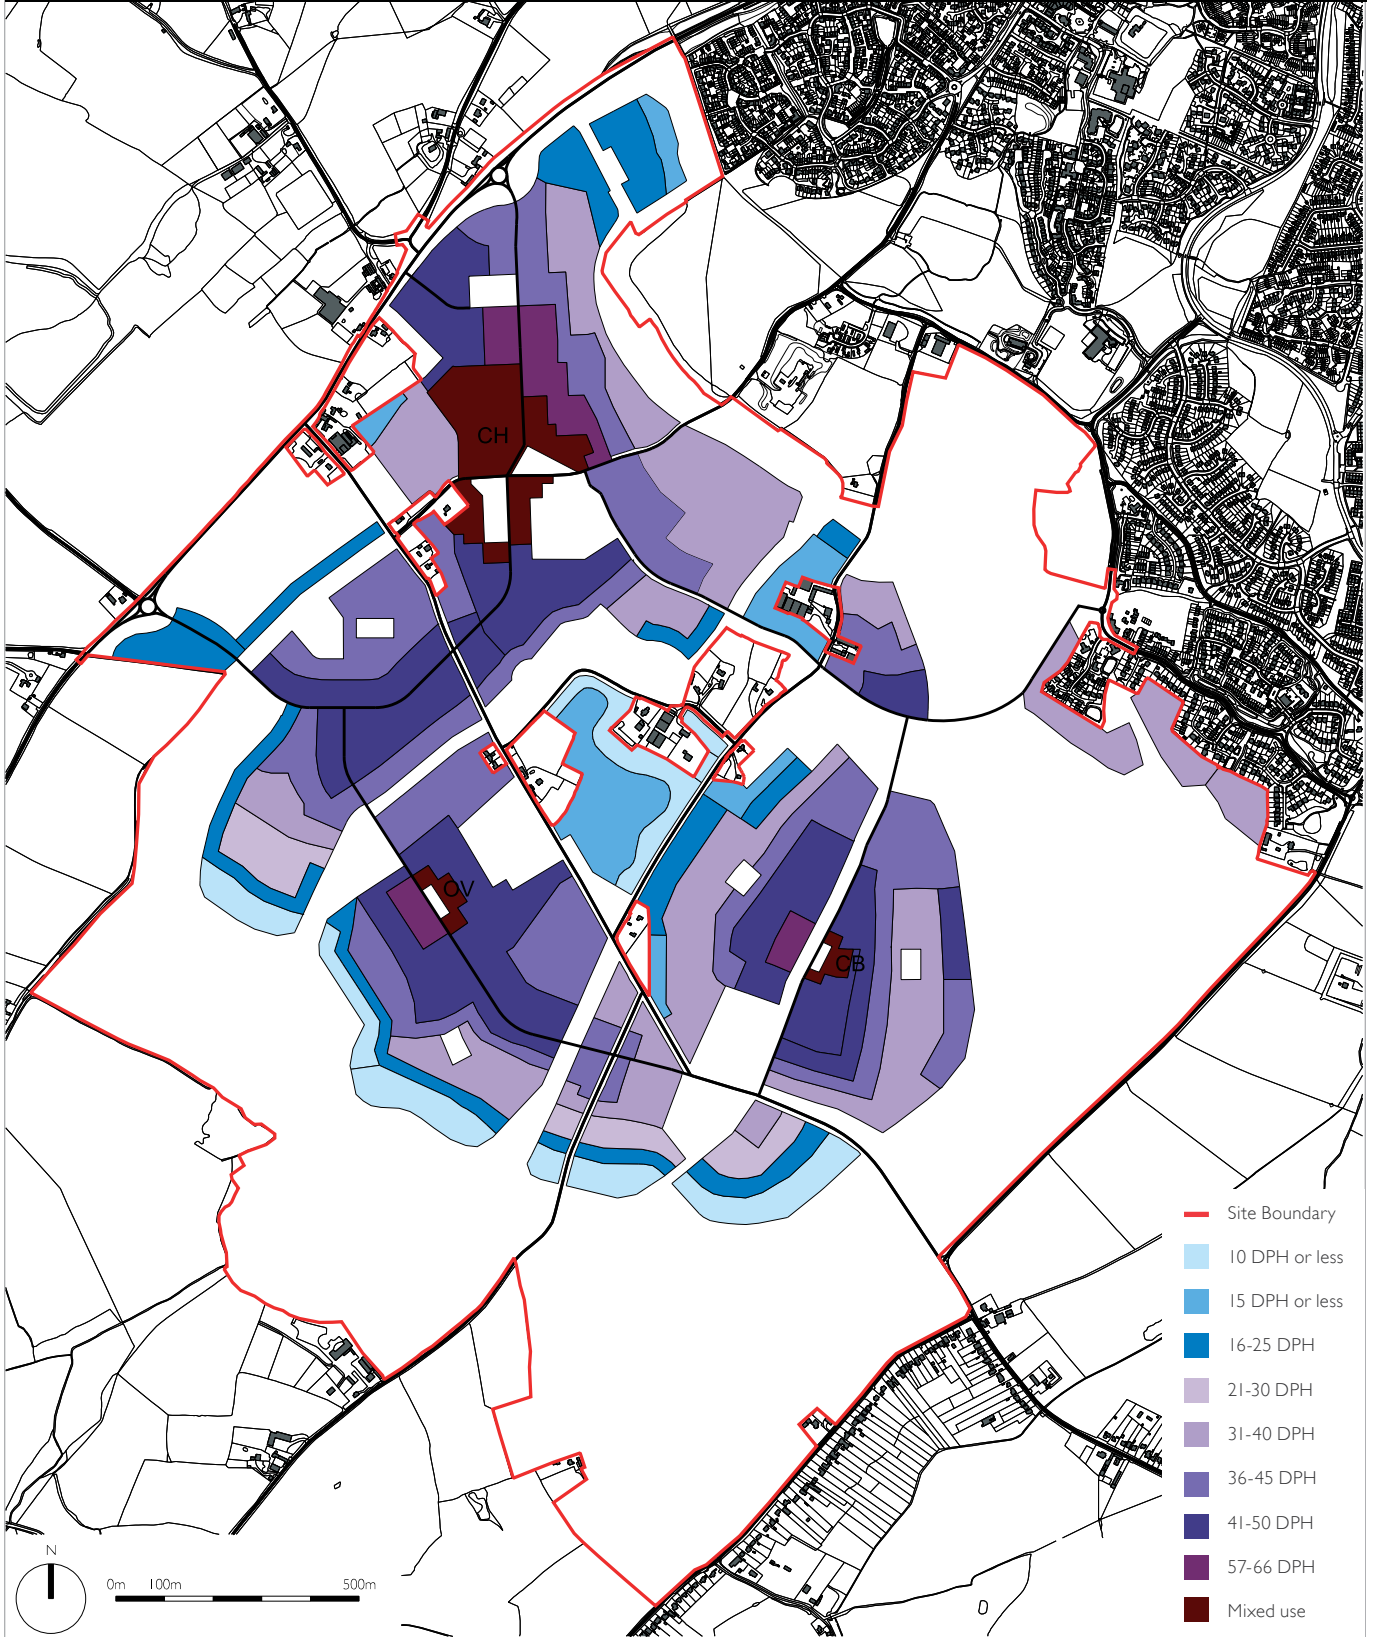 CH
OV
CB
Site Boundary
10 DPH or less
15 DPH or less
16-25 DPH
21-30 DPH
31-40 DPH
36-45 DPH
41-50 DPH
57-66 DPH
Mixed use
N
0m 100m 500m